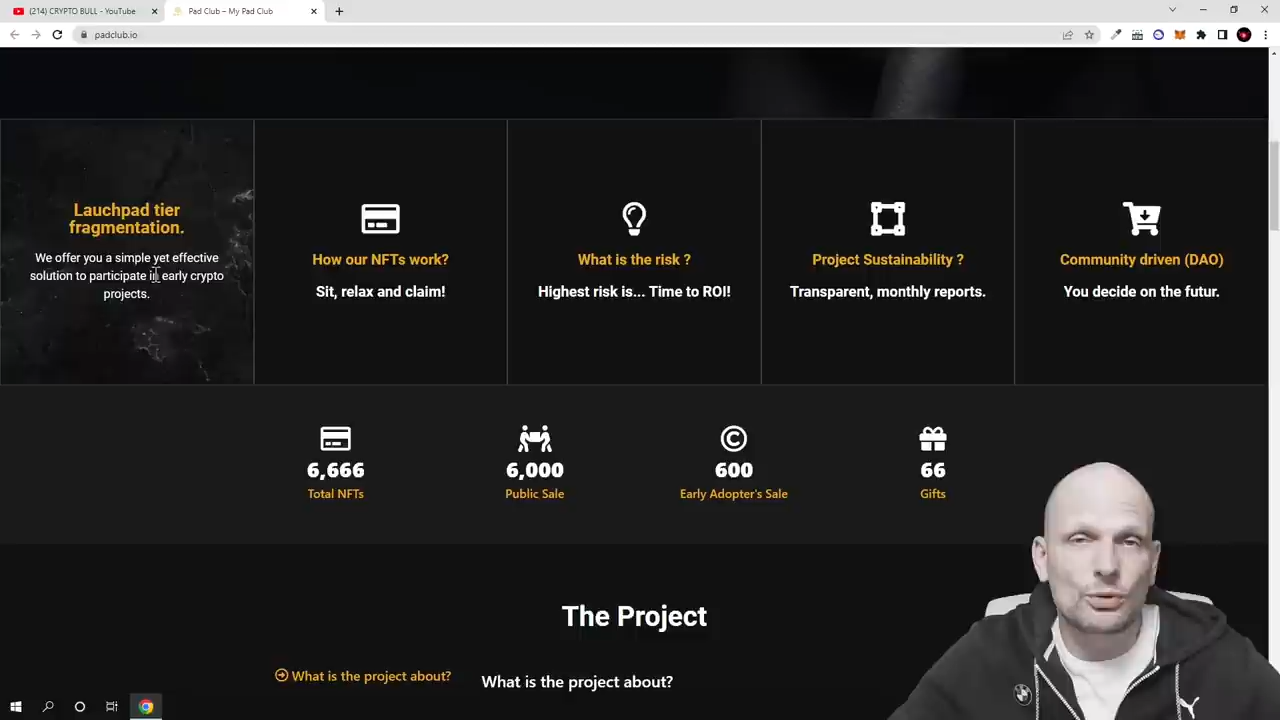 (214) CRYPTO BULL - YouTube
Pad Club – My Pad Club
padclub.io
Lauchpad tier
fragmentation.
We offer you a simple yet effective
solution to participate in early crypto
projects.
How our NFTs work?
Sit, relax and claim!
What is the risk ?
Highest risk is... Time to ROI!
Project Sustainability ?
Transparent, monthly reports.
Community driven (DAO)
You decide on the futur.
6,666
Total NFTs
6,000
Public Sale
600
Early Adopter's Sale
66
Gifts
The Project
What is the project about?
What is the project about?